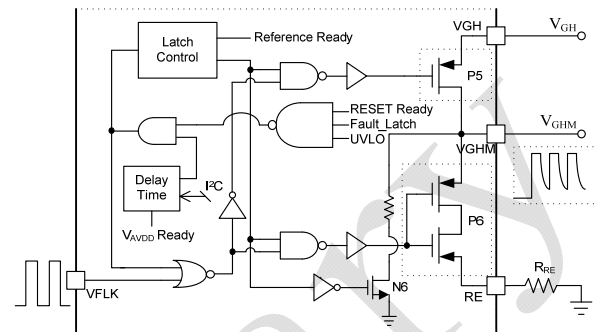 VGH
V_GH
Latch
Control
Reference Ready
P5
RESET Ready
Fault_Latch
UVLO
VGHM
V_GHM
Delay
Time
I²C
V_AVDD Ready
P6
VFLK
N6
RE
R_RE